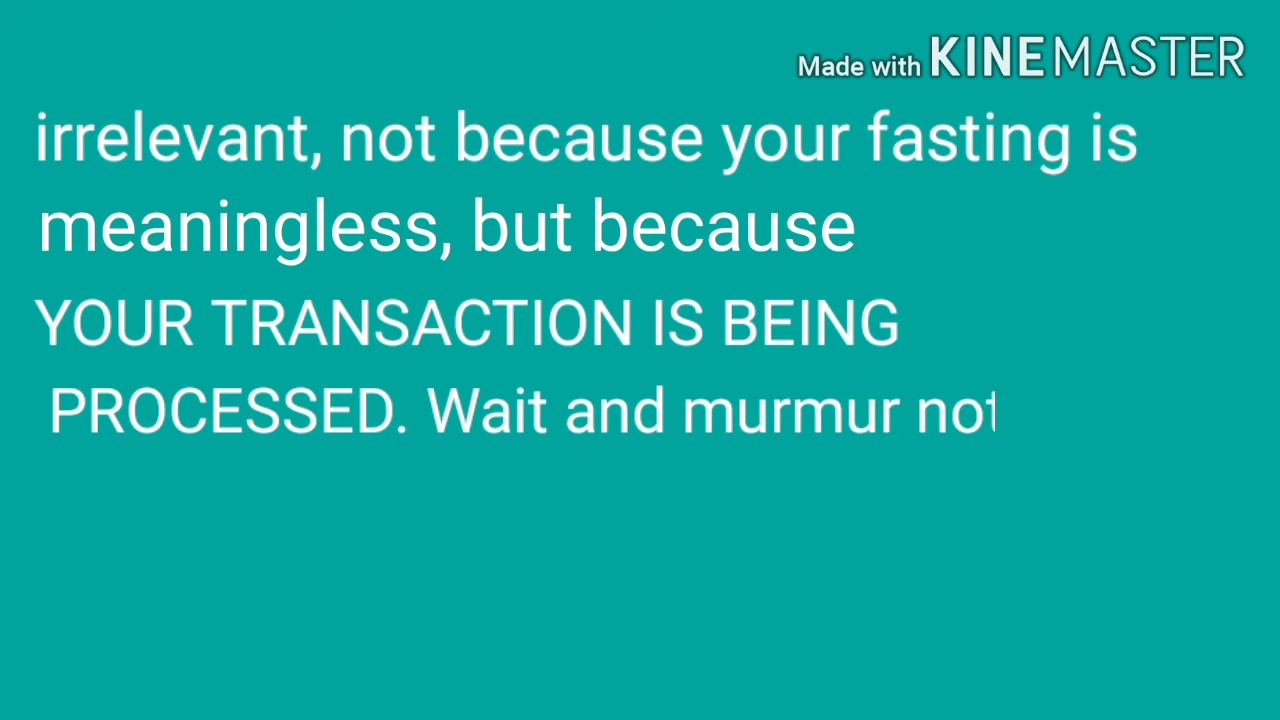 Made with KINEMASTER
irrelevant, not because your fasting is
meaningless, but because
YOUR TRANSACTION IS BEING
PROCESSED. Wait and murmur not